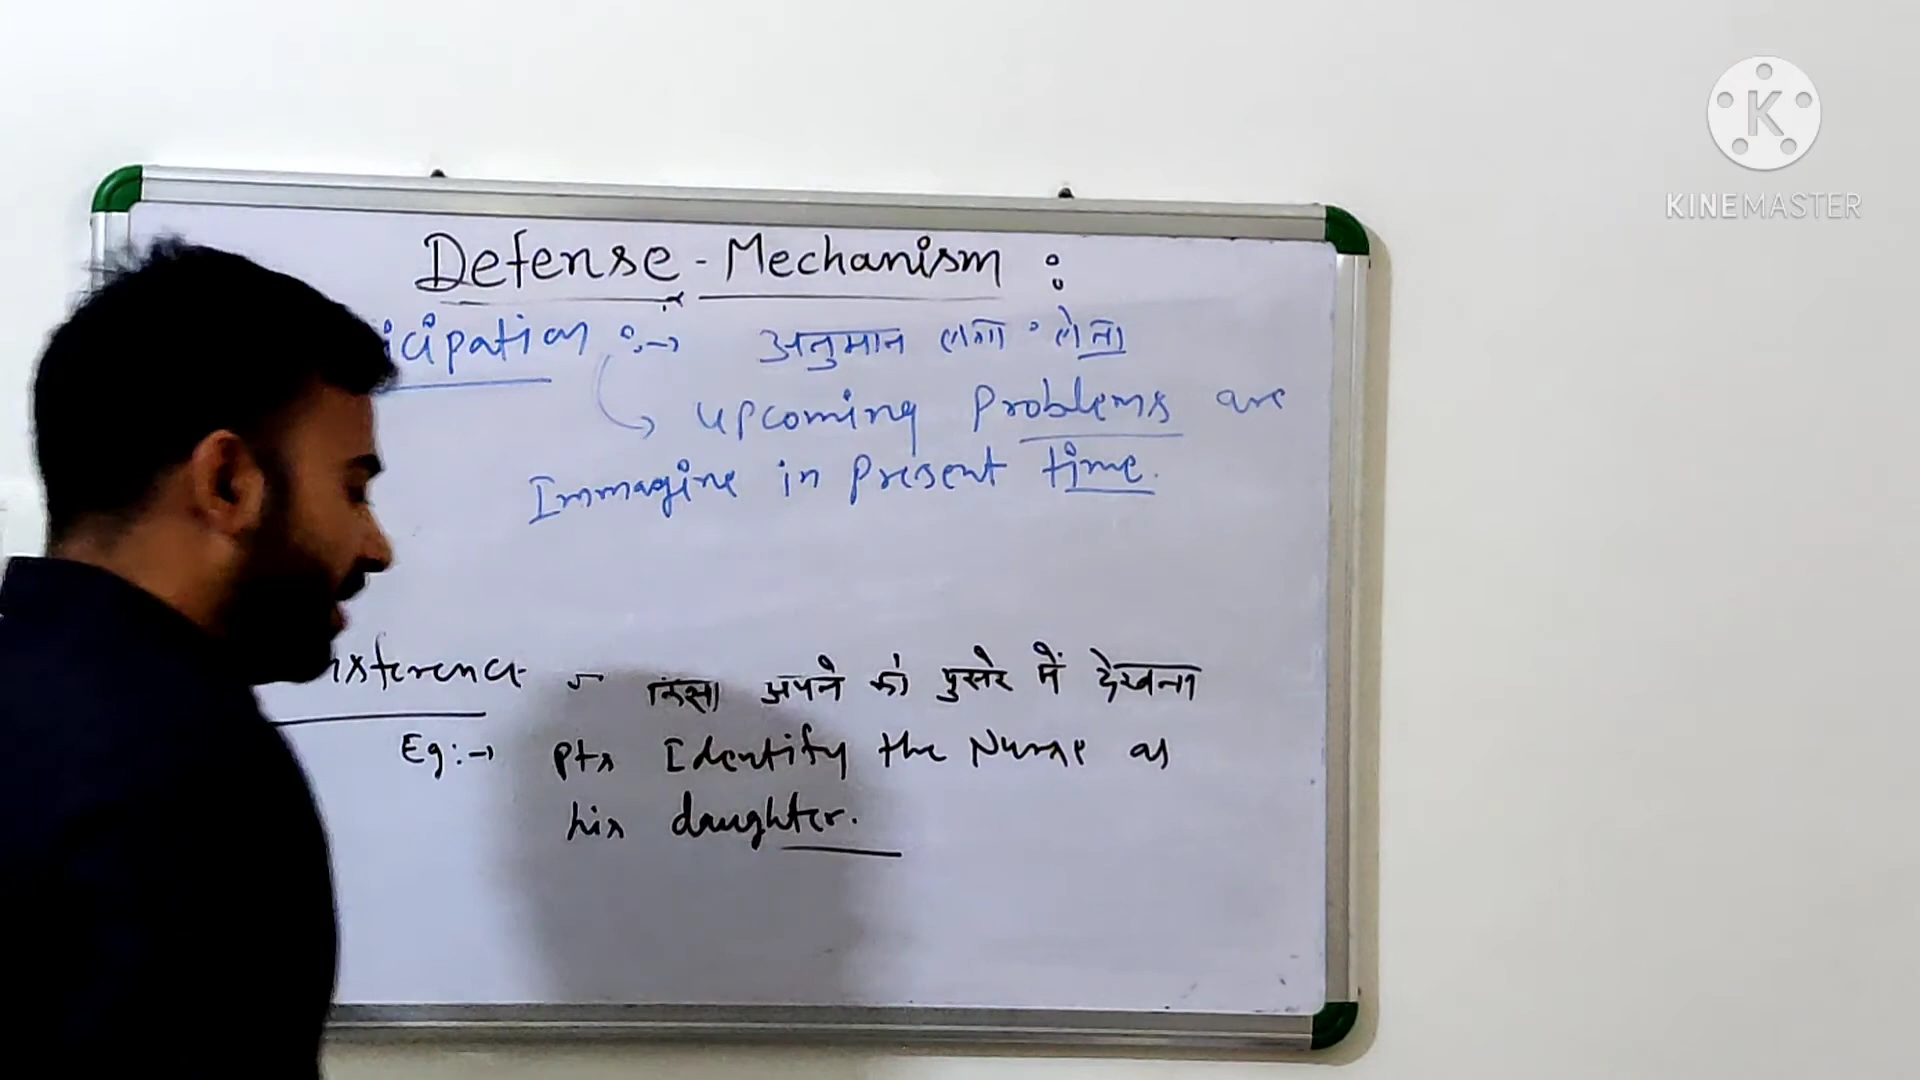 Defense - Mechanism :
icipation :→ अनुमान लगा लेना
↳ upcoming Problems are
Immagine in Present time.
nsference किसी अपने को दुसरे में देखना
Eg:→ pts Identify the Nurse as
his daughter.
K
KINEMASTER